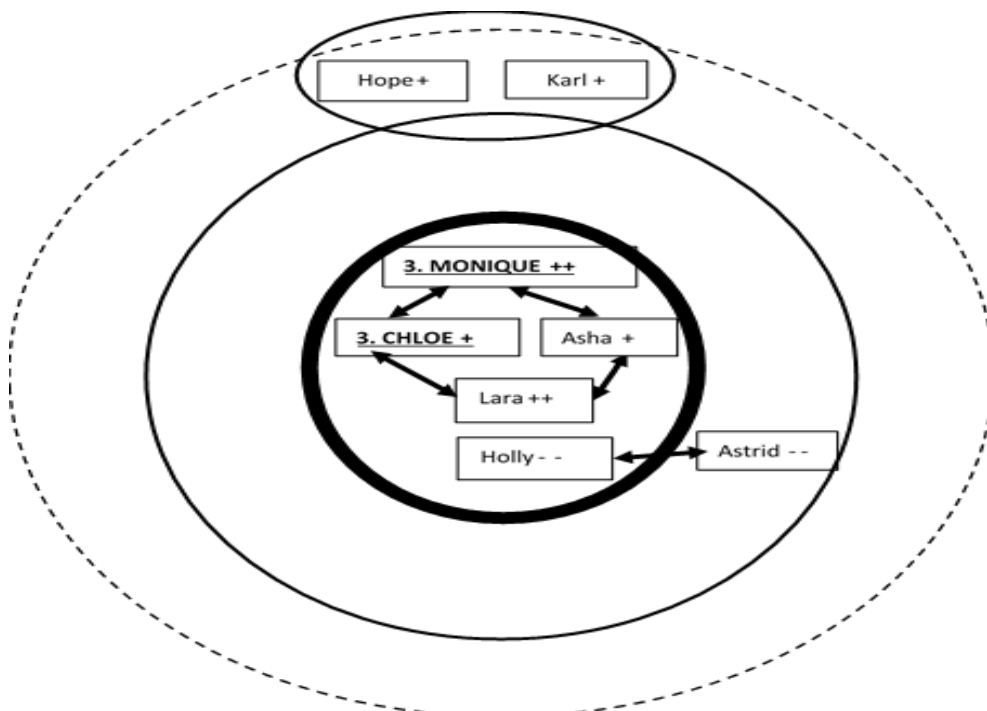 Hope +
Karl +
3. MONIQUE ++
3. CHLOE +
Asha +
Lara ++
Holly - -
Astrid - -